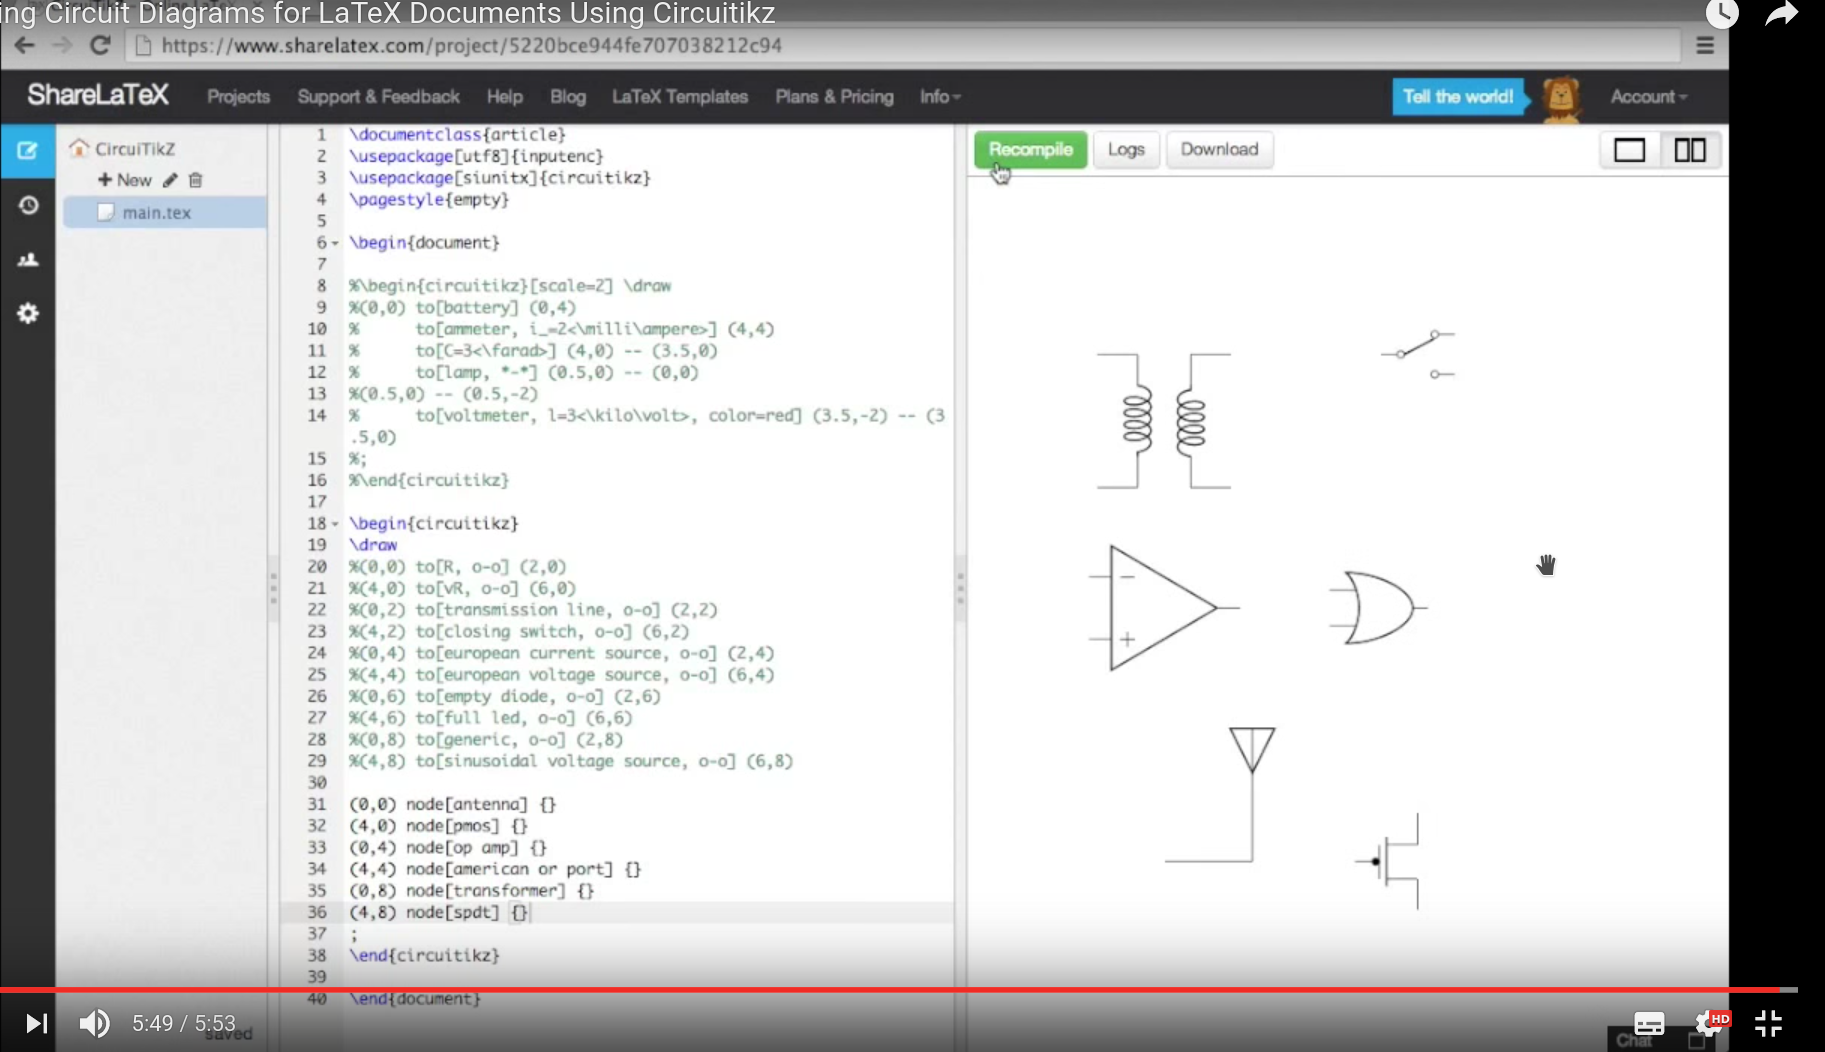 ing Circuit Diagrams for LaTeX Documents Using Circuitikz
https://www.sharelatex.com/project/5220bce944fe707038212c94
ShareLaTeX Projects Support & Feedback Help Blog LaTeX Templates Plans & Pricing Info Tell the world! Account
CircuiTikZ
New
main.tex
Recompile Logs Download
1 \documentclass{article}
2 \usepackage[utf8]{inputenc}
3 \usepackage[siunitx]{circuitikz}
4 \pagestyle{empty}
5
6 \begin{document}
7
8 %\begin{circuitikz}[scale=2] \draw
9 %(0,0) to[battery] (0,4)
10 % to[ammeter, i_=2<\milli\ampere>] (4,4)
11 % to[C=3<\farad>] (4,0) -- (3.5,0)
12 % to[lamp, *-*] (0.5,0) -- (0,0)
13 %(0.5,0) -- (0.5,-2)
14 % to[voltmeter, l=3<\kilo\volt>, color=red] (3.5,-2) -- (3
.5,0)
15 %;
16 %\end{circuitikz}
17
18 \begin{circuitikz}
19 \draw
20 %(0,0) to[R, o-o] (2,0)
21 %(4,0) to[vR, o-o] (6,0)
22 %(0,2) to[transmission line, o-o] (2,2)
23 %(4,2) to[closing switch, o-o] (6,2)
24 %(0,4) to[european current source, o-o] (2,4)
25 %(4,4) to[european voltage source, o-o] (6,4)
26 %(0,6) to[empty diode, o-o] (2,6)
27 %(4,6) to[full led, o-o] (6,6)
28 %(0,8) to[generic, o-o] (2,8)
29 %(4,8) to[sinusoidal voltage source, o-o] (6,8)
30
31 (0,0) node[antenna] {}
32 (4,0) node[pmos] {}
33 (0,4) node[op amp] {}
34 (4,4) node[american or port] {}
35 (0,8) node[transformer] {}
36 (4,8) node[spdt] {}
37 ;
38 \end{circuitikz}
39
40 \end{document}
5:49 / 5:53
saved
HD
Chat